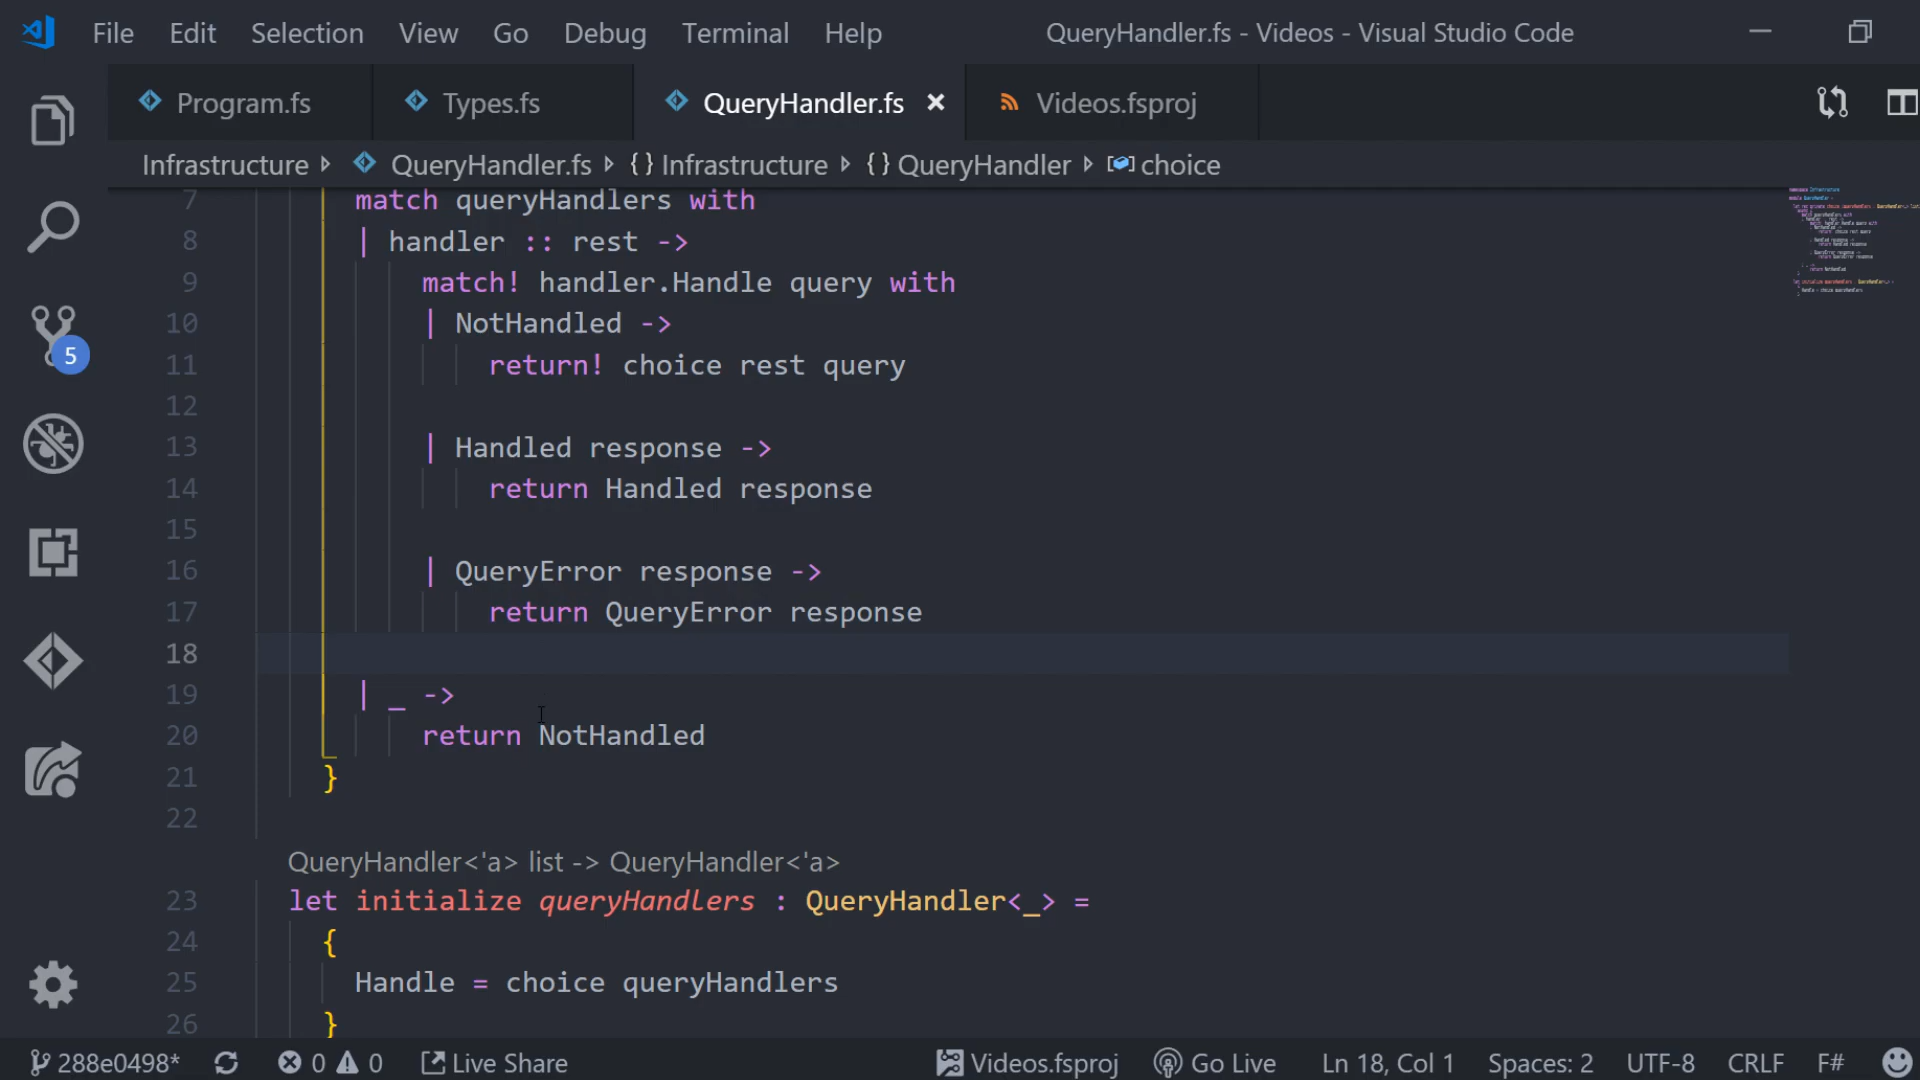 File Edit Selection View Go Debug Terminal Help QueryHandler.fs - Videos - Visual Studio Code
Program.fs Types.fs QueryHandler.fs Videos.fsproj
Infrastructure QueryHandler.fs {} Infrastructure {} QueryHandler choice
7 match queryHandlers with
8 | handler :: rest ->
9 match! handler.Handle query with
10 | NotHandled ->
11 return! choice rest query
12
13 | Handled response ->
14 return Handled response
15
16 | QueryError response ->
17 return QueryError response
18
19 | _ ->
20 return NotHandled
21 }
22
QueryHandler<'a> list -> QueryHandler<'a>
23 let initialize queryHandlers : QueryHandler<_> =
24 {
25 Handle = choice queryHandlers
26 }
5
288e0498* 0 0 Live Share Videos.fsproj Go Live Ln 18, Col 1 Spaces: 2 UTF-8 CRLF F#